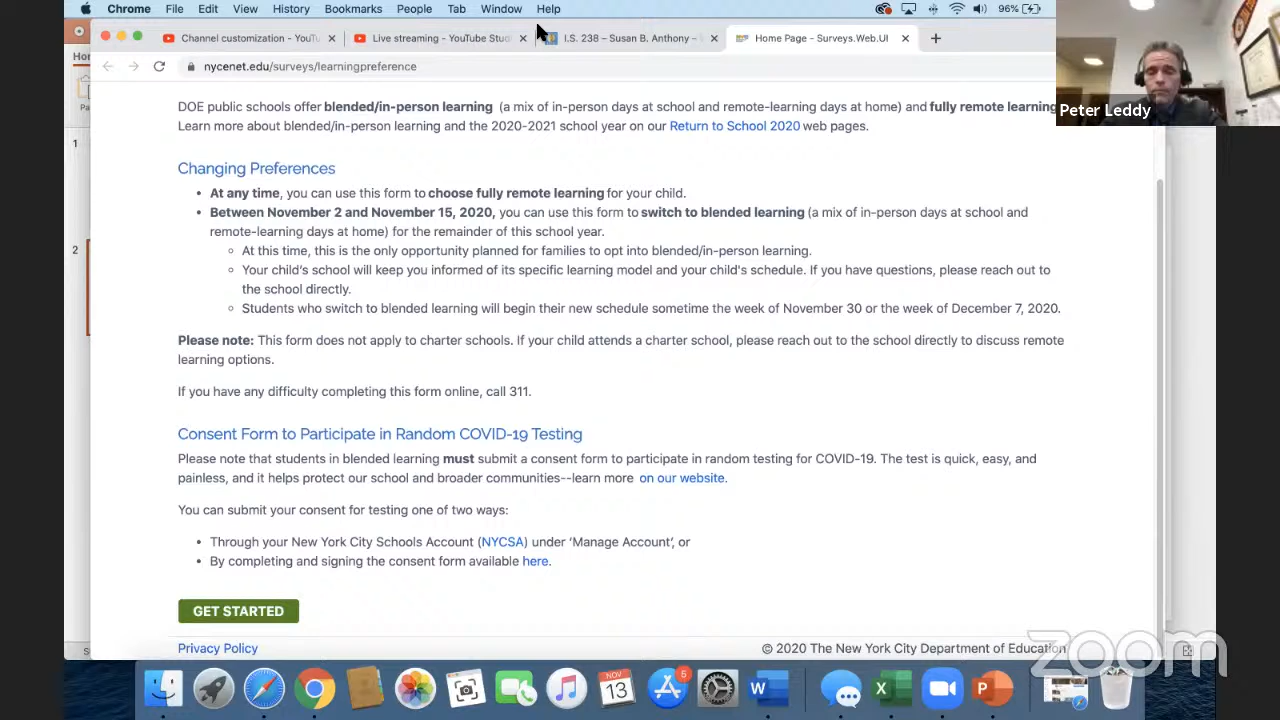 Chrome File Edit View History Bookmarks People Tab Window Help 96%
Channel customization - YouTu
Live streaming - YouTube Stud
I.S. 238 – Susan B. Anthony –
Home Page - Surveys.Web.UI
nycenet.edu/surveys/learningpreference
Peter Leddy
DOE public schools offer blended/in-person learning (a mix of in-person days at school and remote-learning days at home) and fully remote learning
Learn more about blended/in-person learning and the 2020-2021 school year on our Return to School 2020 web pages.
1
Changing Preferences
• At any time, you can use this form to choose fully remote learning for your child.
• Between November 2 and November 15, 2020, you can use this form to switch to blended learning (a mix of in-person days at school and
remote-learning days at home) for the remainder of this school year.
2
At this time, this is the only opportunity planned for families to opt into blended/in-person learning.
Your child's school will keep you informed of its specific learning model and your child's schedule. If you have questions, please reach out to
the school directly.
Students who switch to blended learning will begin their new schedule sometime the week of November 30 or the week of December 7, 2020.
Please note: This form does not apply to charter schools. If your child attends a charter school, please reach out to the school directly to discuss remote
learning options.
If you have any difficulty completing this form online, call 311.
Consent Form to Participate in Random COVID-19 Testing
Please note that students in blended learning must submit a consent form to participate in random testing for COVID-19. The test is quick, easy, and
painless, and it helps protect our school and broader communities--learn more on our website.
You can submit your consent for testing one of two ways:
• Through your New York City Schools Account (NYCSA) under 'Manage Account', or
• By completing and signing the consent form available here.
GET STARTED
Privacy Policy
© 2020 The New York City Department of Education
zoom
NOV
13
5
W
X
P